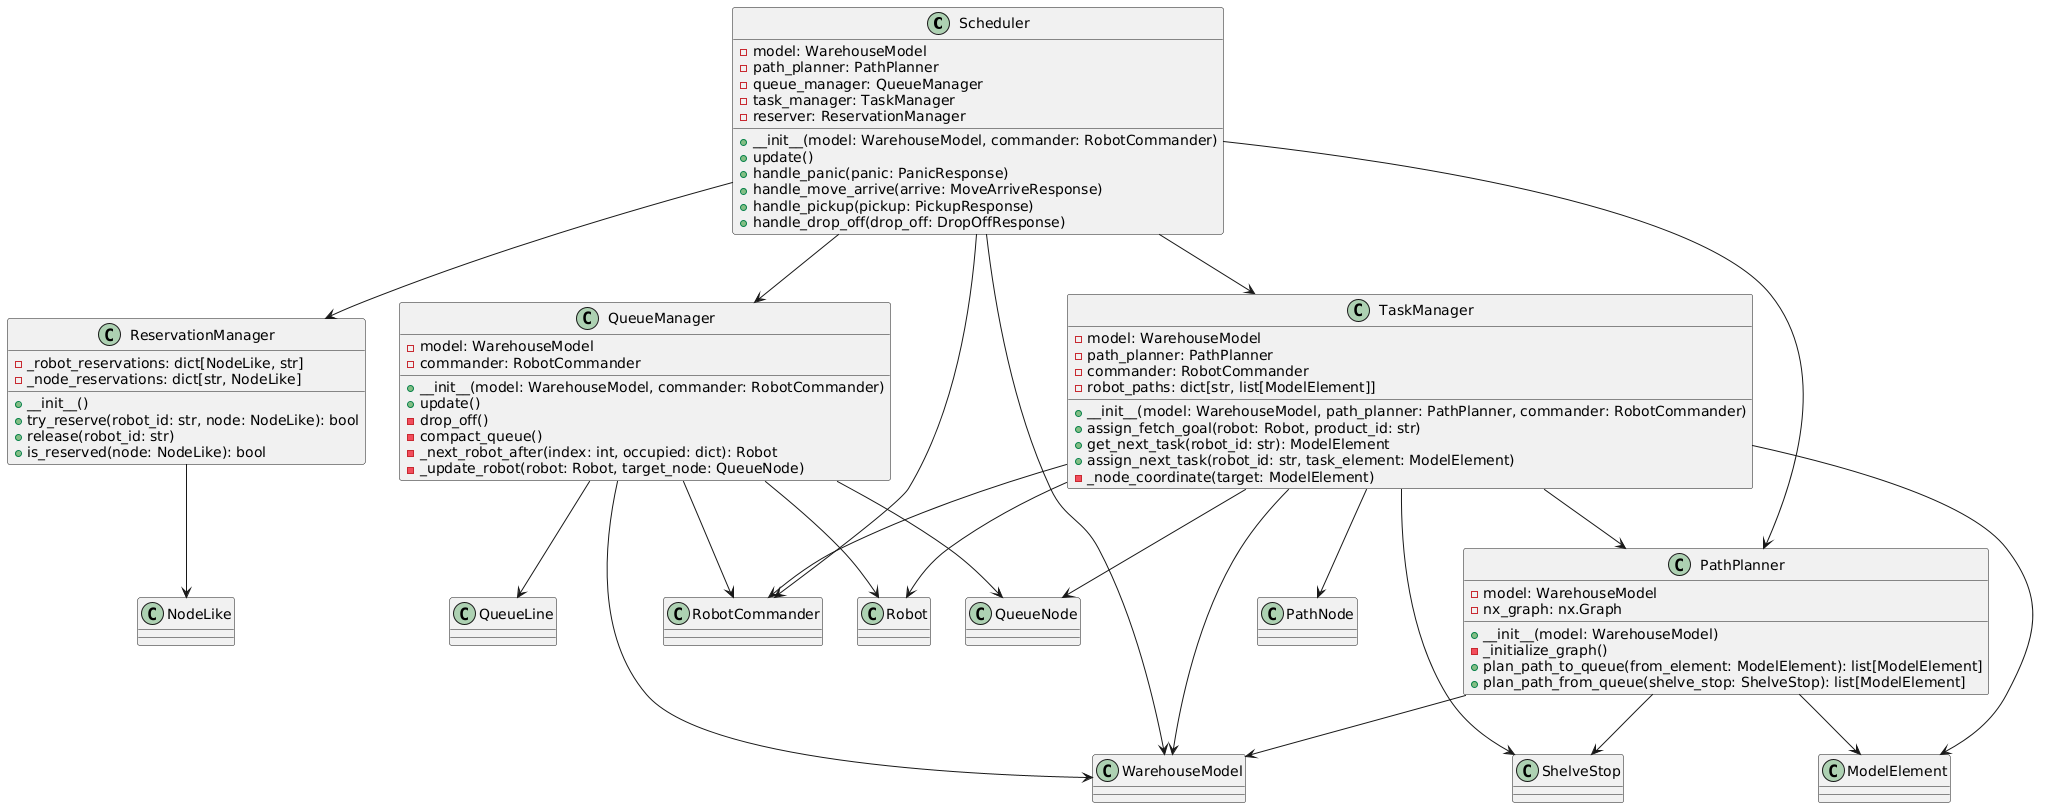 C Scheduler
model: WarehouseModel
path_planner: PathPlanner
queue_manager: QueueManager
task_manager: TaskManager
reserver: ReservationManager
__init__(model: WarehouseModel, commander: RobotCommander)
update()
handle_panic(panic: PanicResponse)
handle_move_arrive(arrive: MoveArriveResponse)
handle_pickup(pickup: PickupResponse)
handle_drop_off(drop_off: DropOffResponse)
C ReservationManager
_robot_reservations: dict[NodeLike, str]
_node_reservations: dict[str, NodeLike]
__init__()
try_reserve(robot_id: str, node: NodeLike): bool
release(robot_id: str)
is_reserved(node: NodeLike): bool
C QueueManager
model: WarehouseModel
commander: RobotCommander
__init__(model: WarehouseModel, commander: RobotCommander)
update()
drop_off()
compact_queue()
_next_robot_after(index: int, occupied: dict): Robot
_update_robot(robot: Robot, target_node: QueueNode)
C TaskManager
model: WarehouseModel
path_planner: PathPlanner
commander: RobotCommander
robot_paths: dict[str, list[ModelElement]]
__init__(model: WarehouseModel, path_planner: PathPlanner, commander: RobotCommander)
assign_fetch_goal(robot: Robot, product_id: str)
get_next_task(robot_id: str): ModelElement
assign_next_task(robot_id: str, task_element: ModelElement)
_node_coordinate(target: ModelElement)
C PathPlanner
model: WarehouseModel
nx_graph: nx.Graph
__init__(model: WarehouseModel)
_initialize_graph()
plan_path_to_queue(from_element: ModelElement): list[ModelElement]
plan_path_from_queue(shelve_stop: ShelveStop): list[ModelElement]
C NodeLike
C QueueLine
C RobotCommander
C Robot
C QueueNode
C PathNode
C WarehouseModel
C ShelveStop
C ModelElement